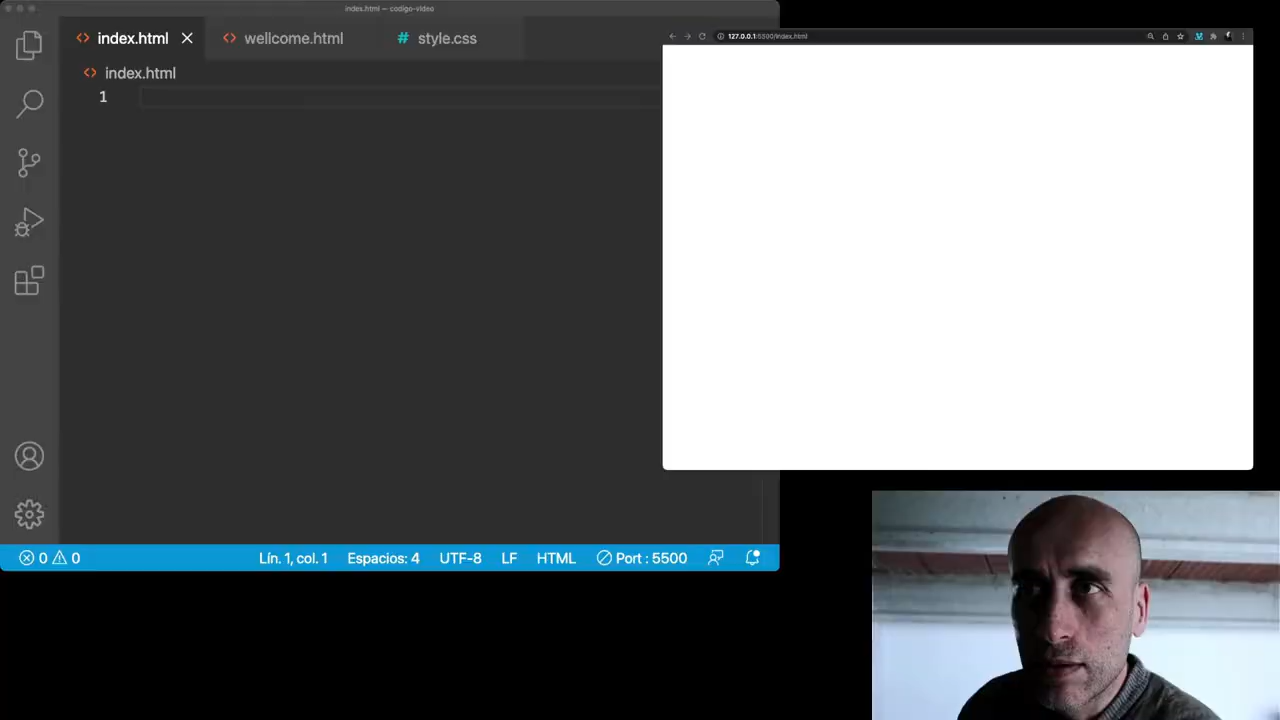 index.html — codigo-video
index.html
wellcome.html
# style.css
index.html
1
127.0.0.1:5500/index.html
0 0
Lín. 1, col. 1
Espacios: 4
UTF-8
LF
HTML
Port : 5500